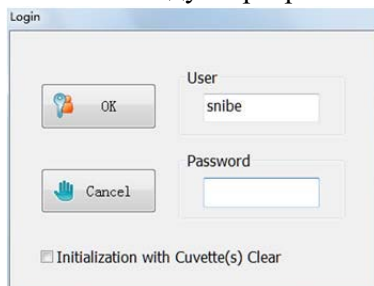 Login
User
OK
snibe
Password
Cancel
Initialization with Cuvette(s) Clear